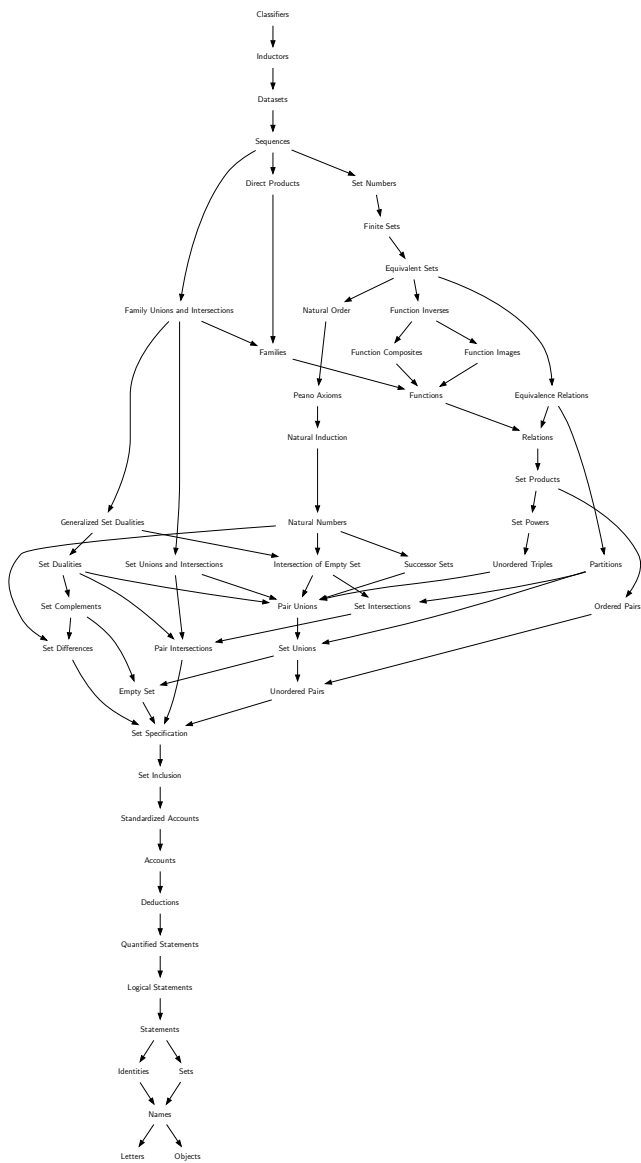 Classifiers
Inductors
Datasets
Sequences
Direct Products
Set Numbers
Finite Sets
Equivalent Sets
Family Unions and Intersections
Natural Order
Function Inverses
Families
Function Composites
Function Images
Peano Axioms
Functions
Equivalence Relations
Natural Induction
Relations
Set Products
Generalized Set Dualities
Natural Numbers
Set Powers
Set Dualities
Set Unions and Intersections
Intersection of Empty Set
Successor Sets
Unordered Triples
Partitions
Set Complements
Pair Unions
Set Intersections
Ordered Pairs
Set Differences
Pair Intersections
Set Unions
Empty Set
Unordered Pairs
Set Specification
Set Inclusion
Standardized Accounts
Accounts
Deductions
Quantified Statements
Logical Statements
Statements
Identities
Sets
Names
Letters
Objects